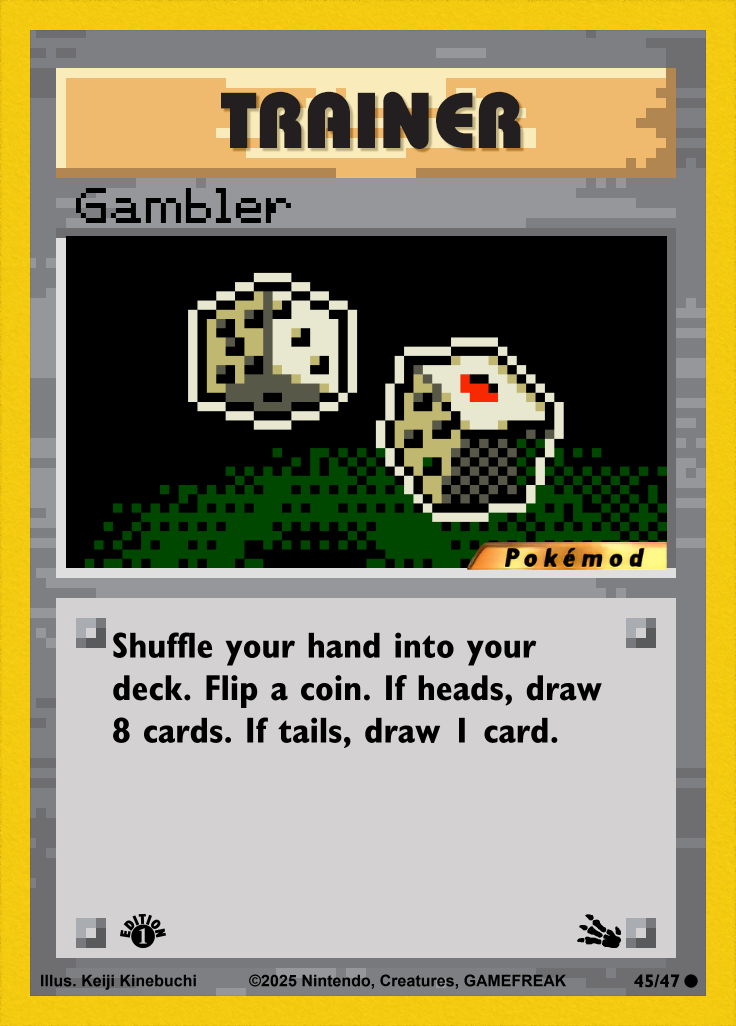 TRAINER
Gambler
Pokémod
Shuffle your hand into your
deck. Flip a coin. If heads, draw
8 cards. If tails, draw 1 card.
EDITION
1
Illus. Keiji Kinebuchi ©2025 Nintendo, Creatures, GAMEFREAK 45/47